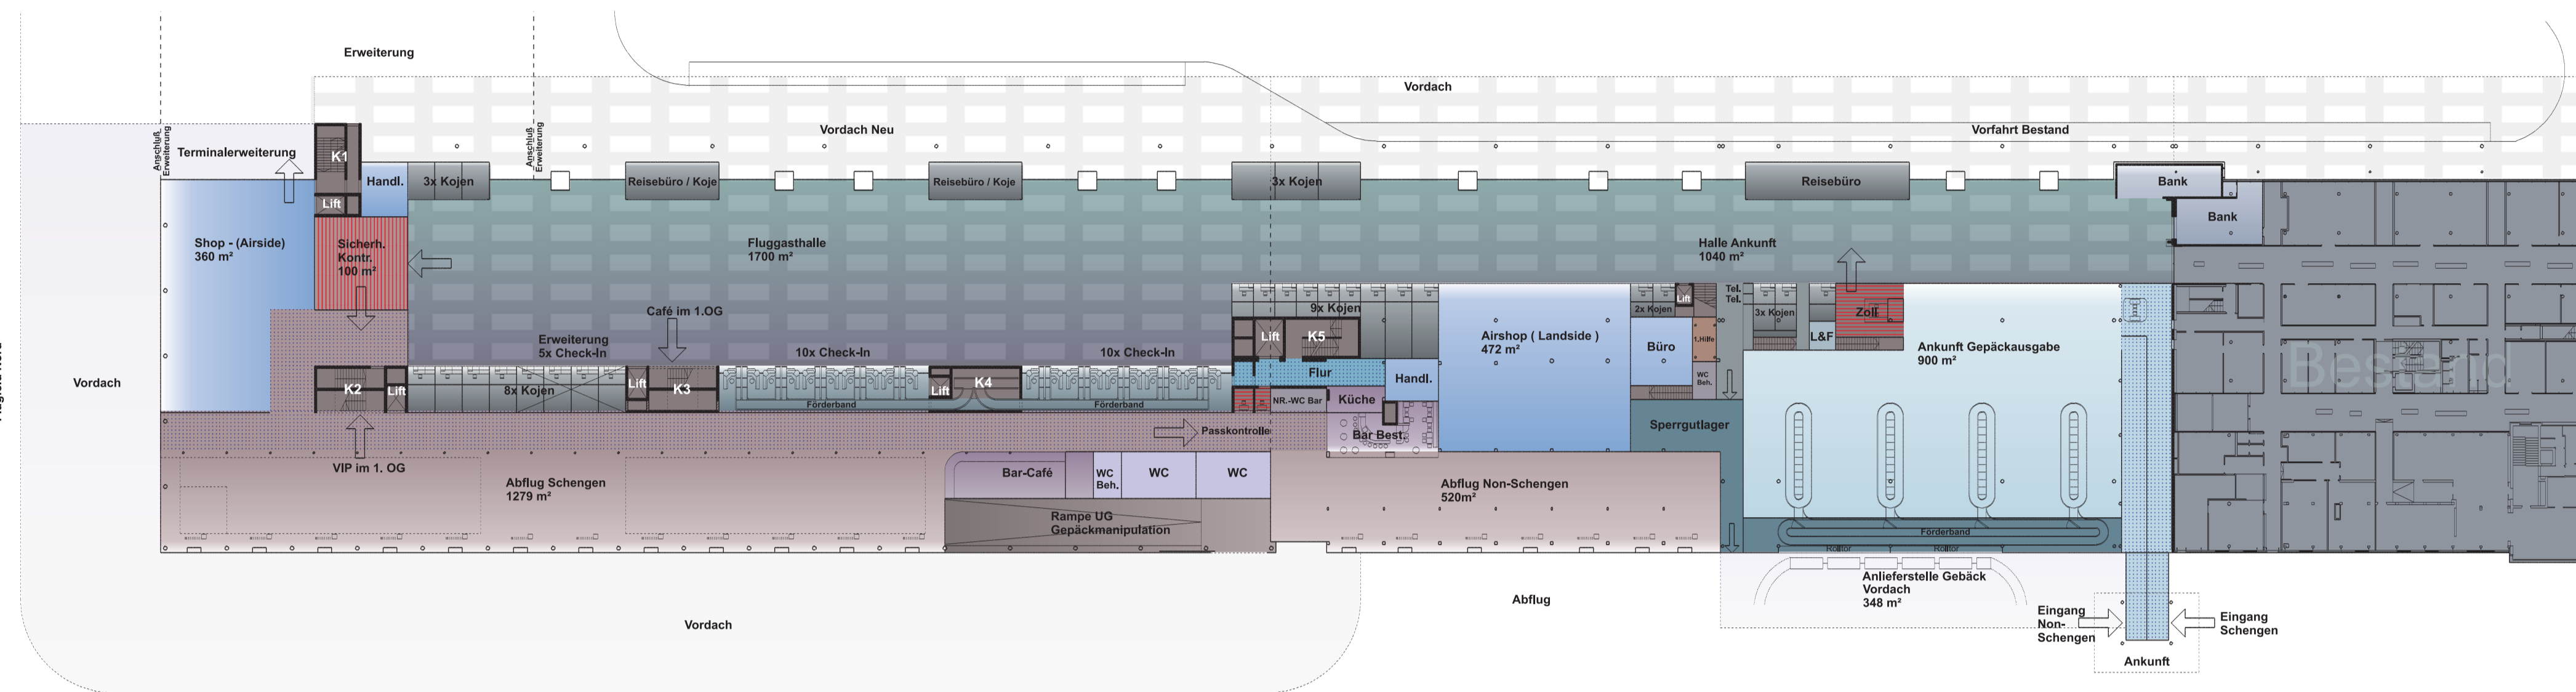 Erweiterung
Vordach
Vordach Neu
Vorfahrt Bestand
Anschluß
Erweiterung
Anschluß
Erweiterung
Terminalerweiterung
K1
Handl.
3x Kojen
Reisebüro / Koje
Reisebüro / Koje
3x Kojen
Reisebüro
Bank
Lift
Bank
Shop - (Airside)
360 m²
Sicherh.
Kontr.
100 m²
Fluggasthalle
1700 m²
Halle Ankunft
1040 m²
Café im 1.OG
Erweiterung
5x Check-In
10x Check-In
10x Check-In
9x Kojen
Lift
K5
Airshop ( Landside )
472 m²
Lift
2x Kojen
Tel.
Tel.
3x Kojen
Zoll
L&F
Büro
1.Hilfe
WC
Beh.
Ankunft Gepäckausgabe
900 m²
Bestand
Vordach
K2
Lift
8x Kojen
Lift
K3
Lift
K4
Förderband
Förderband
Flur
Handl.
NR.-WC Bar
Küche
Bar Best.
Passkontrolle
Sperrgutlager
VIP im 1. OG
Abflug Schengen
1279 m²
Bar-Café
WC
Beh.
WC
WC
Abflug Non-Schengen
520m²
Rampe UG
Gepäckmanipulation
Förderband
Rolltor
Rolltor
Anlieferstelle Gebäck
Vordach
348 m²
Abflug
Vordach
Eingang
Non-
Schengen
Eingang
Schengen
Ankunft